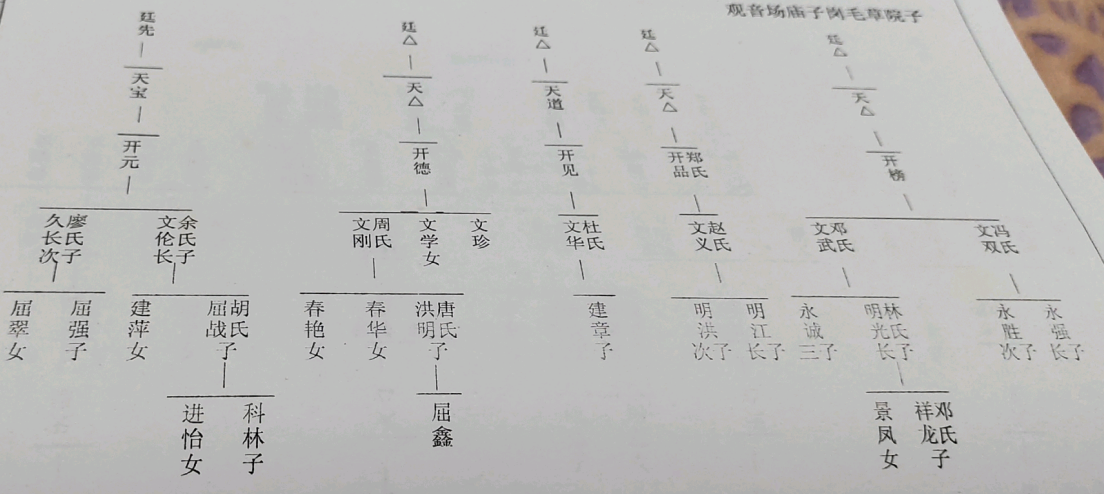 观音场庙子岗毛草院子
廷先
廷△
廷△
廷△
廷△
天宝
天△
天道
天△
天△
开元
开德
开见
开品 郑氏
开榜
久长次 廖氏子
文伦长 余氏子
文刚 周氏
文学女
文珍
文华 杜氏
文义 赵氏
文武 邓氏
文双 冯氏
屈翠女
屈强子
建萍女
屈战 胡氏子
春艳女
春华女
洪明 唐氏子
建章子
明洪次子
明江长子
永诚三子
明光长 林氏子
永胜次子
永强长子
进怡女
科林子
屈鑫
景凤女
祥龙 邓氏子